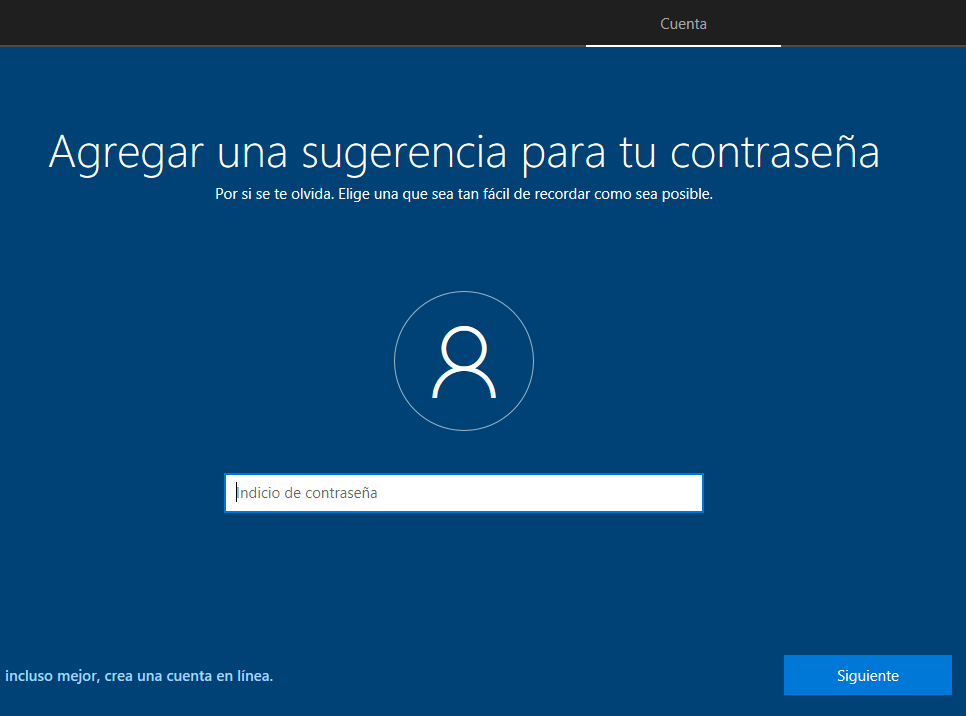 Cuenta
Agregar una sugerencia para tu contraseña
Por si se te olvida. Elige una que sea tan fácil de recordar como sea posible.
Indicio de contraseña
incluso mejor, crea una cuenta en línea.
Siguiente